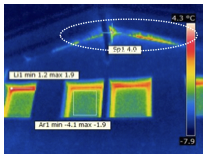 4.3 °C
Sp1 4.0
Li1 min 1.2 max 1.9
Ar1 min -4.1 max -1.9
-7.9